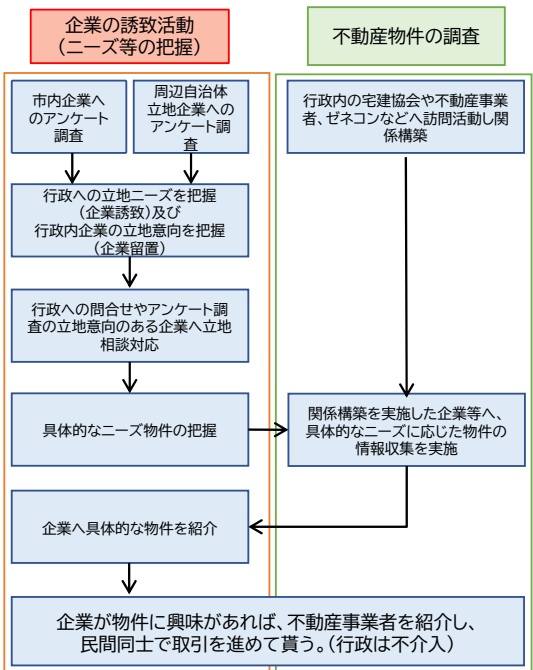 企業の誘致活動
（ニーズ等の把握）
不動産物件の調査
市内企業へ
のアンケート
調査
周辺自治体
立地企業への
アンケート調
査
行政内の宅建協会や不動産事業
者、ゼネコンなどへ訪問活動し関
係構築
行政への立地ニーズを把握
（企業誘致）及び
行政内企業の立地意向を把握
（企業留置）
行政への問合せやアンケート調
査の立地意向のある企業へ立地
相談対応
具体的なニーズ物件の把握
関係構築を実施した企業等へ、
具体的なニーズに応じた物件の
情報収集を実施
企業へ具体的な物件を紹介
企業が物件に興味があれば、不動産事業者を紹介し、
民間同士で取引を進めて貰う。（行政は不介入）